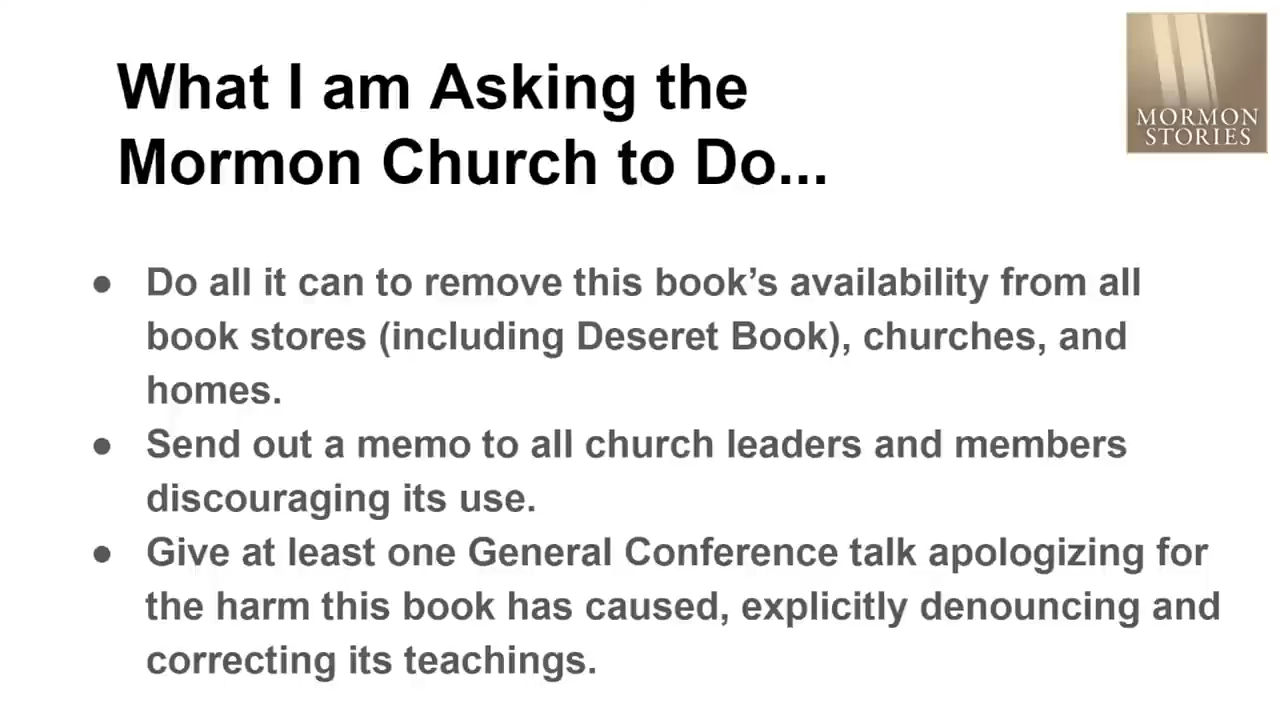 What I am Asking the
Mormon Church to Do...
MORMON
STORIES
● Do all it can to remove this book’s availability from all
book stores (including Deseret Book), churches, and
homes.
● Send out a memo to all church leaders and members
discouraging its use.
● Give at least one General Conference talk apologizing for
the harm this book has caused, explicitly denouncing and
correcting its teachings.